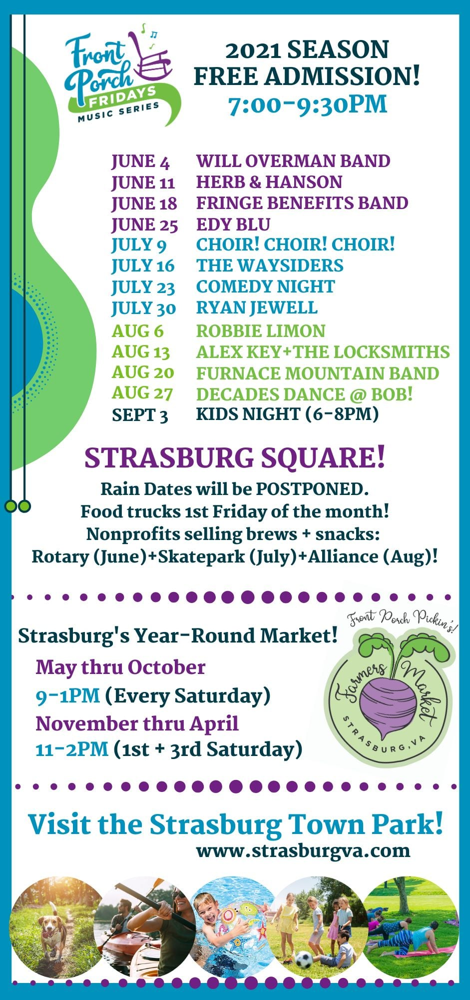 Front
Porch
FRIDAYS
MUSIC SERIES
2021 SEASON
FREE ADMISSION!
7:00-9:30PM
JUNE 4 WILL OVERMAN BAND
JUNE 11 HERB & HANSON
JUNE 18 FRINGE BENEFITS BAND
JUNE 25 EDY BLU
JULY 9 CHOIR! CHOIR! CHOIR!
JULY 16 THE WAYSIDERS
JULY 23 COMEDY NIGHT
JULY 30 RYAN JEWELL
AUG 6 ROBBIE LIMON
AUG 13 ALEX KEY+THE LOCKSMITHS
AUG 20 FURNACE MOUNTAIN BAND
AUG 27 DECADES DANCE @ BOB!
SEPT 3 KIDS NIGHT (6-8PM)
STRASBURG SQUARE!
Rain Dates will be POSTPONED.
Food trucks 1st Friday of the month!
Nonprofits selling brews + snacks:
Rotary (June)+Skatepark (July)+Alliance (Aug)!
Front Porch Pickin's!
Farmers Market
STRASBURG, VA
Strasburg's Year-Round Market!
May thru October
9-1PM (Every Saturday)
November thru April
11-2PM (1st + 3rd Saturday)
Visit the Strasburg Town Park!
www.strasburgva.com